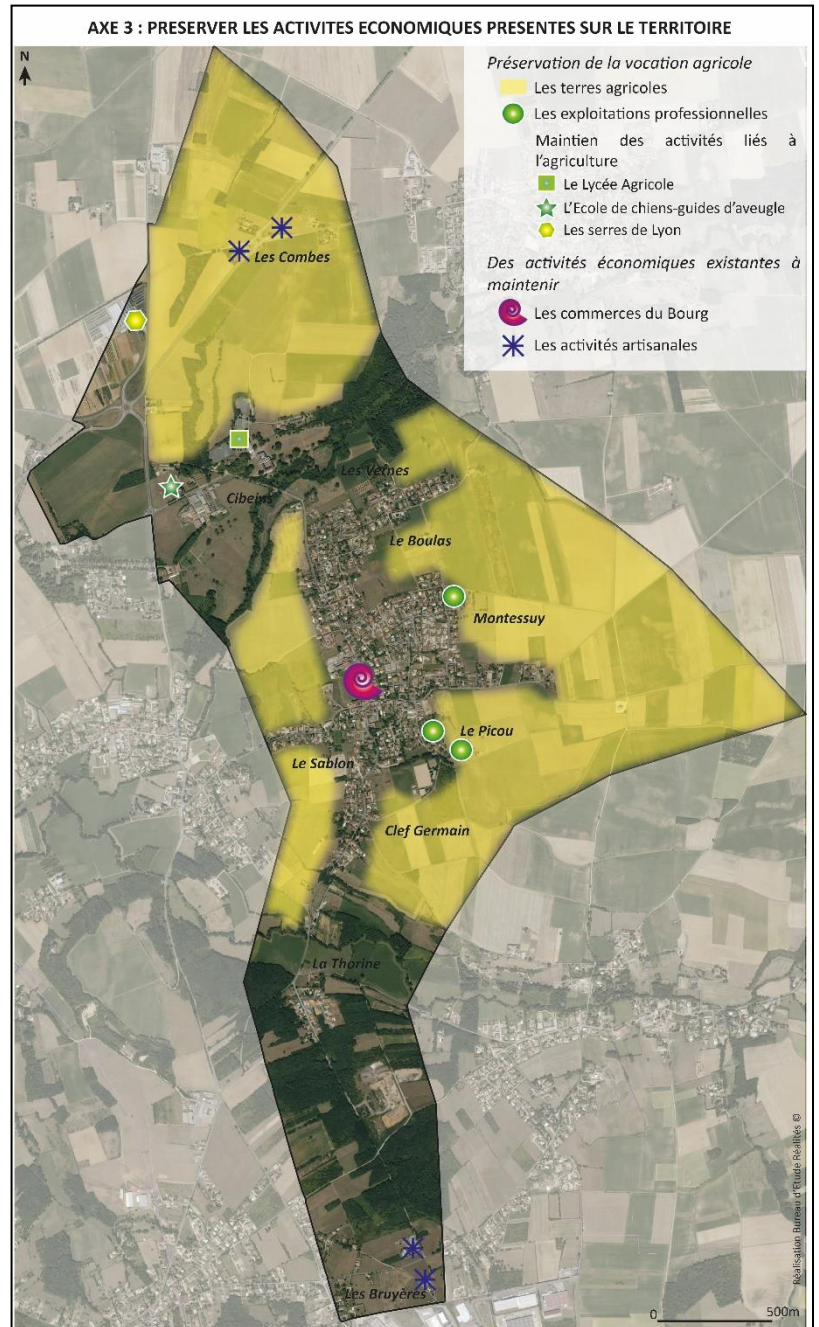 AXE 3 : PRESERVER LES ACTIVITES ECONOMIQUES PRESENTES SUR LE TERRITOIRE
N
Préservation de la vocation agricole
Les terres agricoles
Les exploitations professionnelles
Maintien des activités liés à
l'agriculture
Le Lycée Agricole
L'Ecole de chiens-guides d'aveugle
Les serres de Lyon
Des activités économiques existantes à
maintenir
Les commerces du Bourg
Les activités artisanales
Les Combes
Les Vernes
Cibeins
Le Boulas
Montessuy
Le Picou
Le Sablon
Clef Germain
La Thorine
Les Bruyères
Réalisation Bureau d'Etude Réalités ©
0 500m